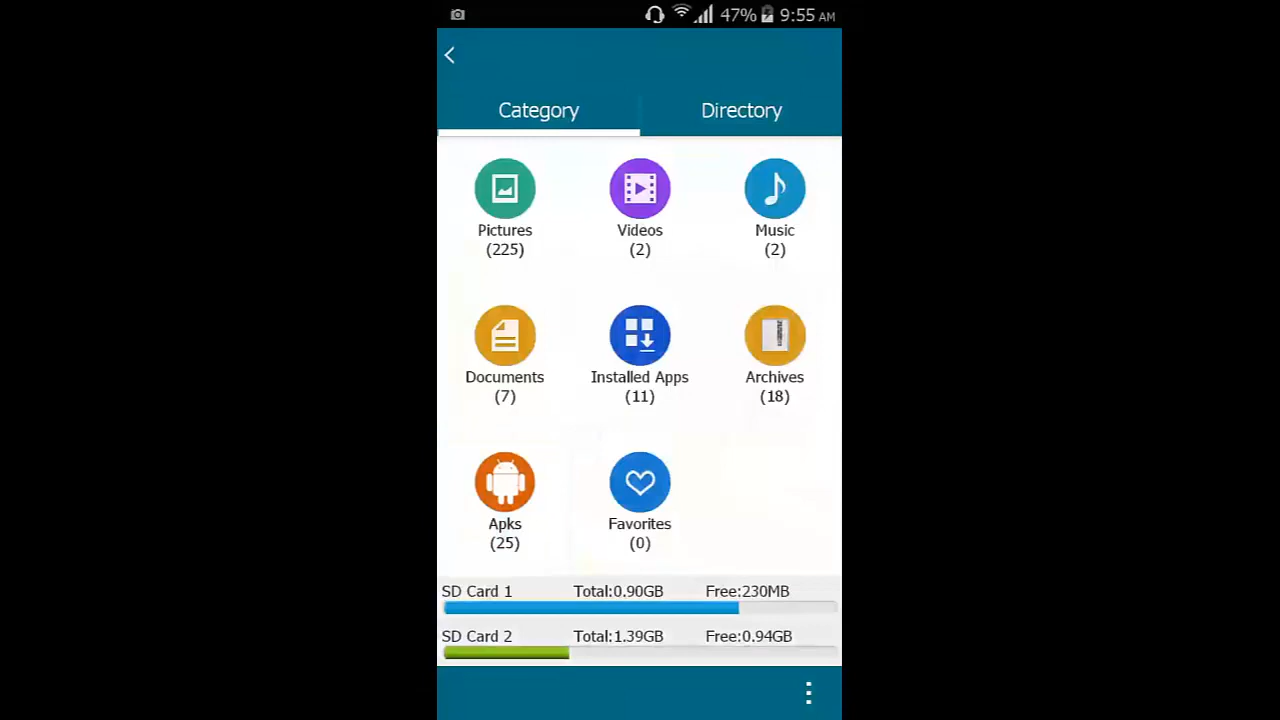 47% 9:55 AM
Category Directory
Pictures Videos Music
(225) (2) (2)
Documents Installed Apps Archives
(7) (11) (18)
Apks Favorites
(25) (0)
SD Card 1 Total:0.90GB Free:230MB
SD Card 2 Total:1.39GB Free:0.94GB